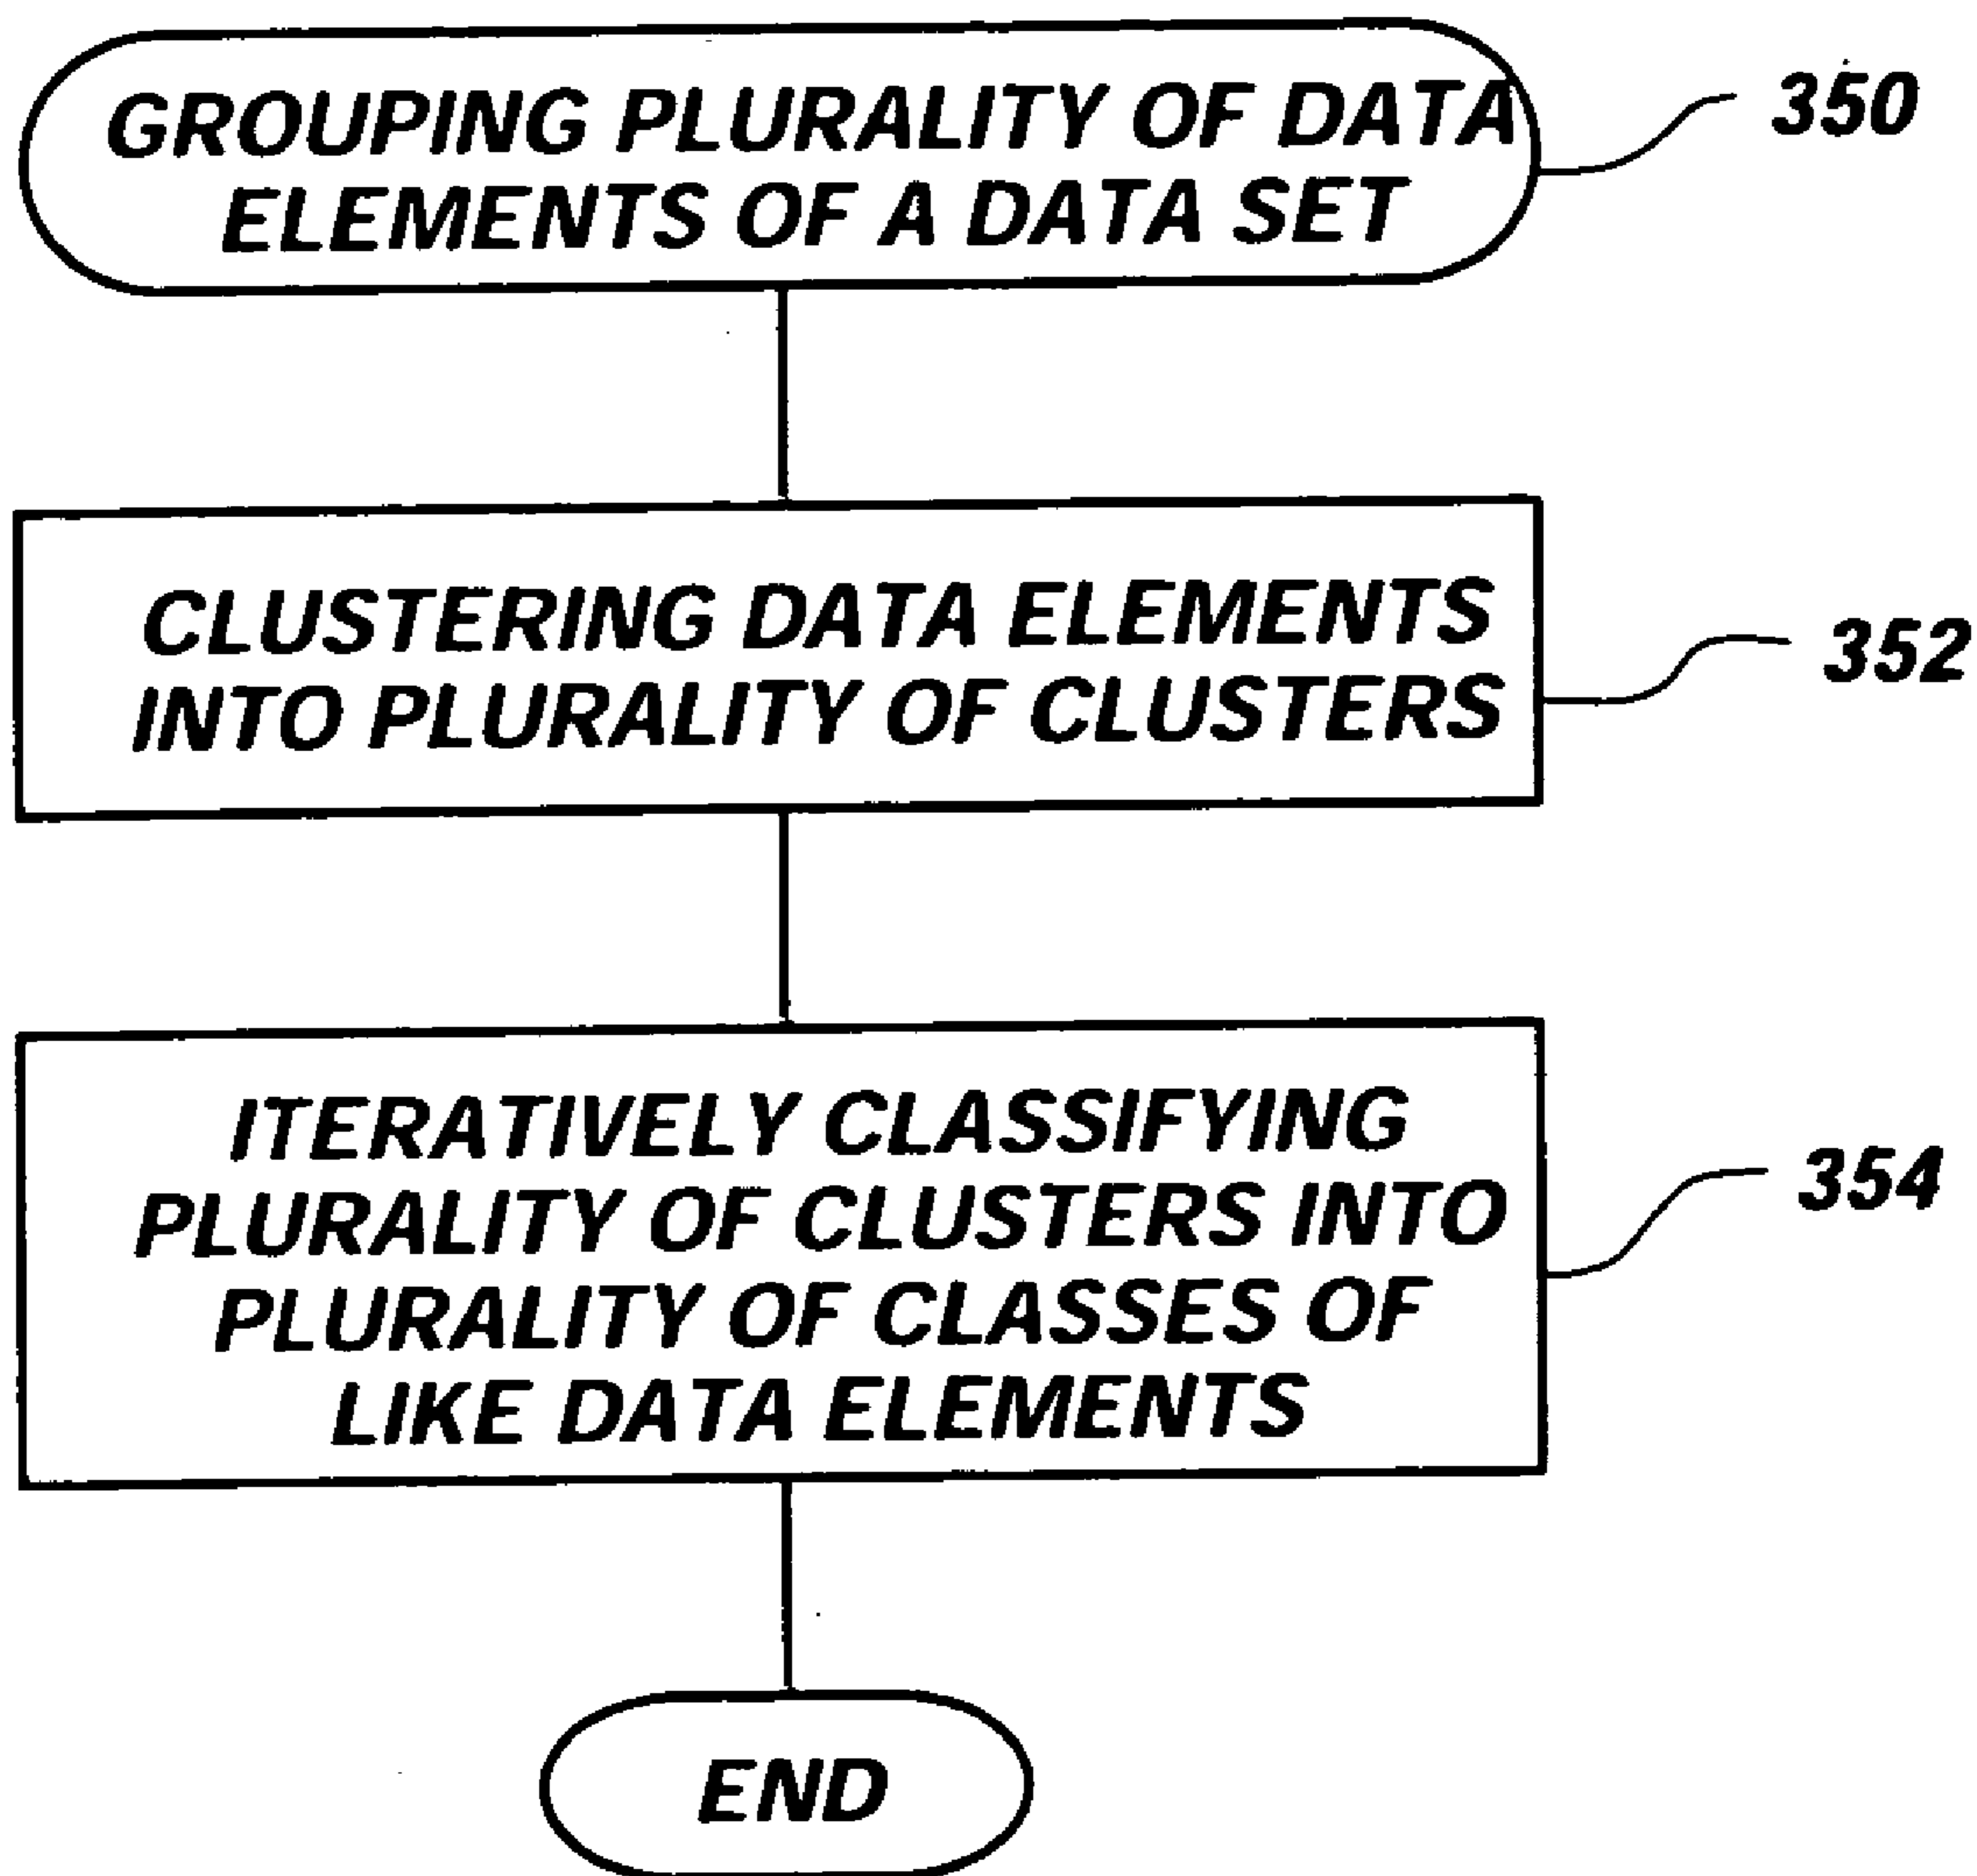 GROUPING PLURALITY OF DATA
ELEMENTS OF A DATA SET
350
CLUSTERING DATA ELEMENTS
INTO PLURALITY OF CLUSTERS
352
ITERATIVELY CLASSIFYING
PLURALITY OF CLUSTERS INTO
PLURALITY OF CLASSES OF
LIKE DATA ELEMENTS
354
END